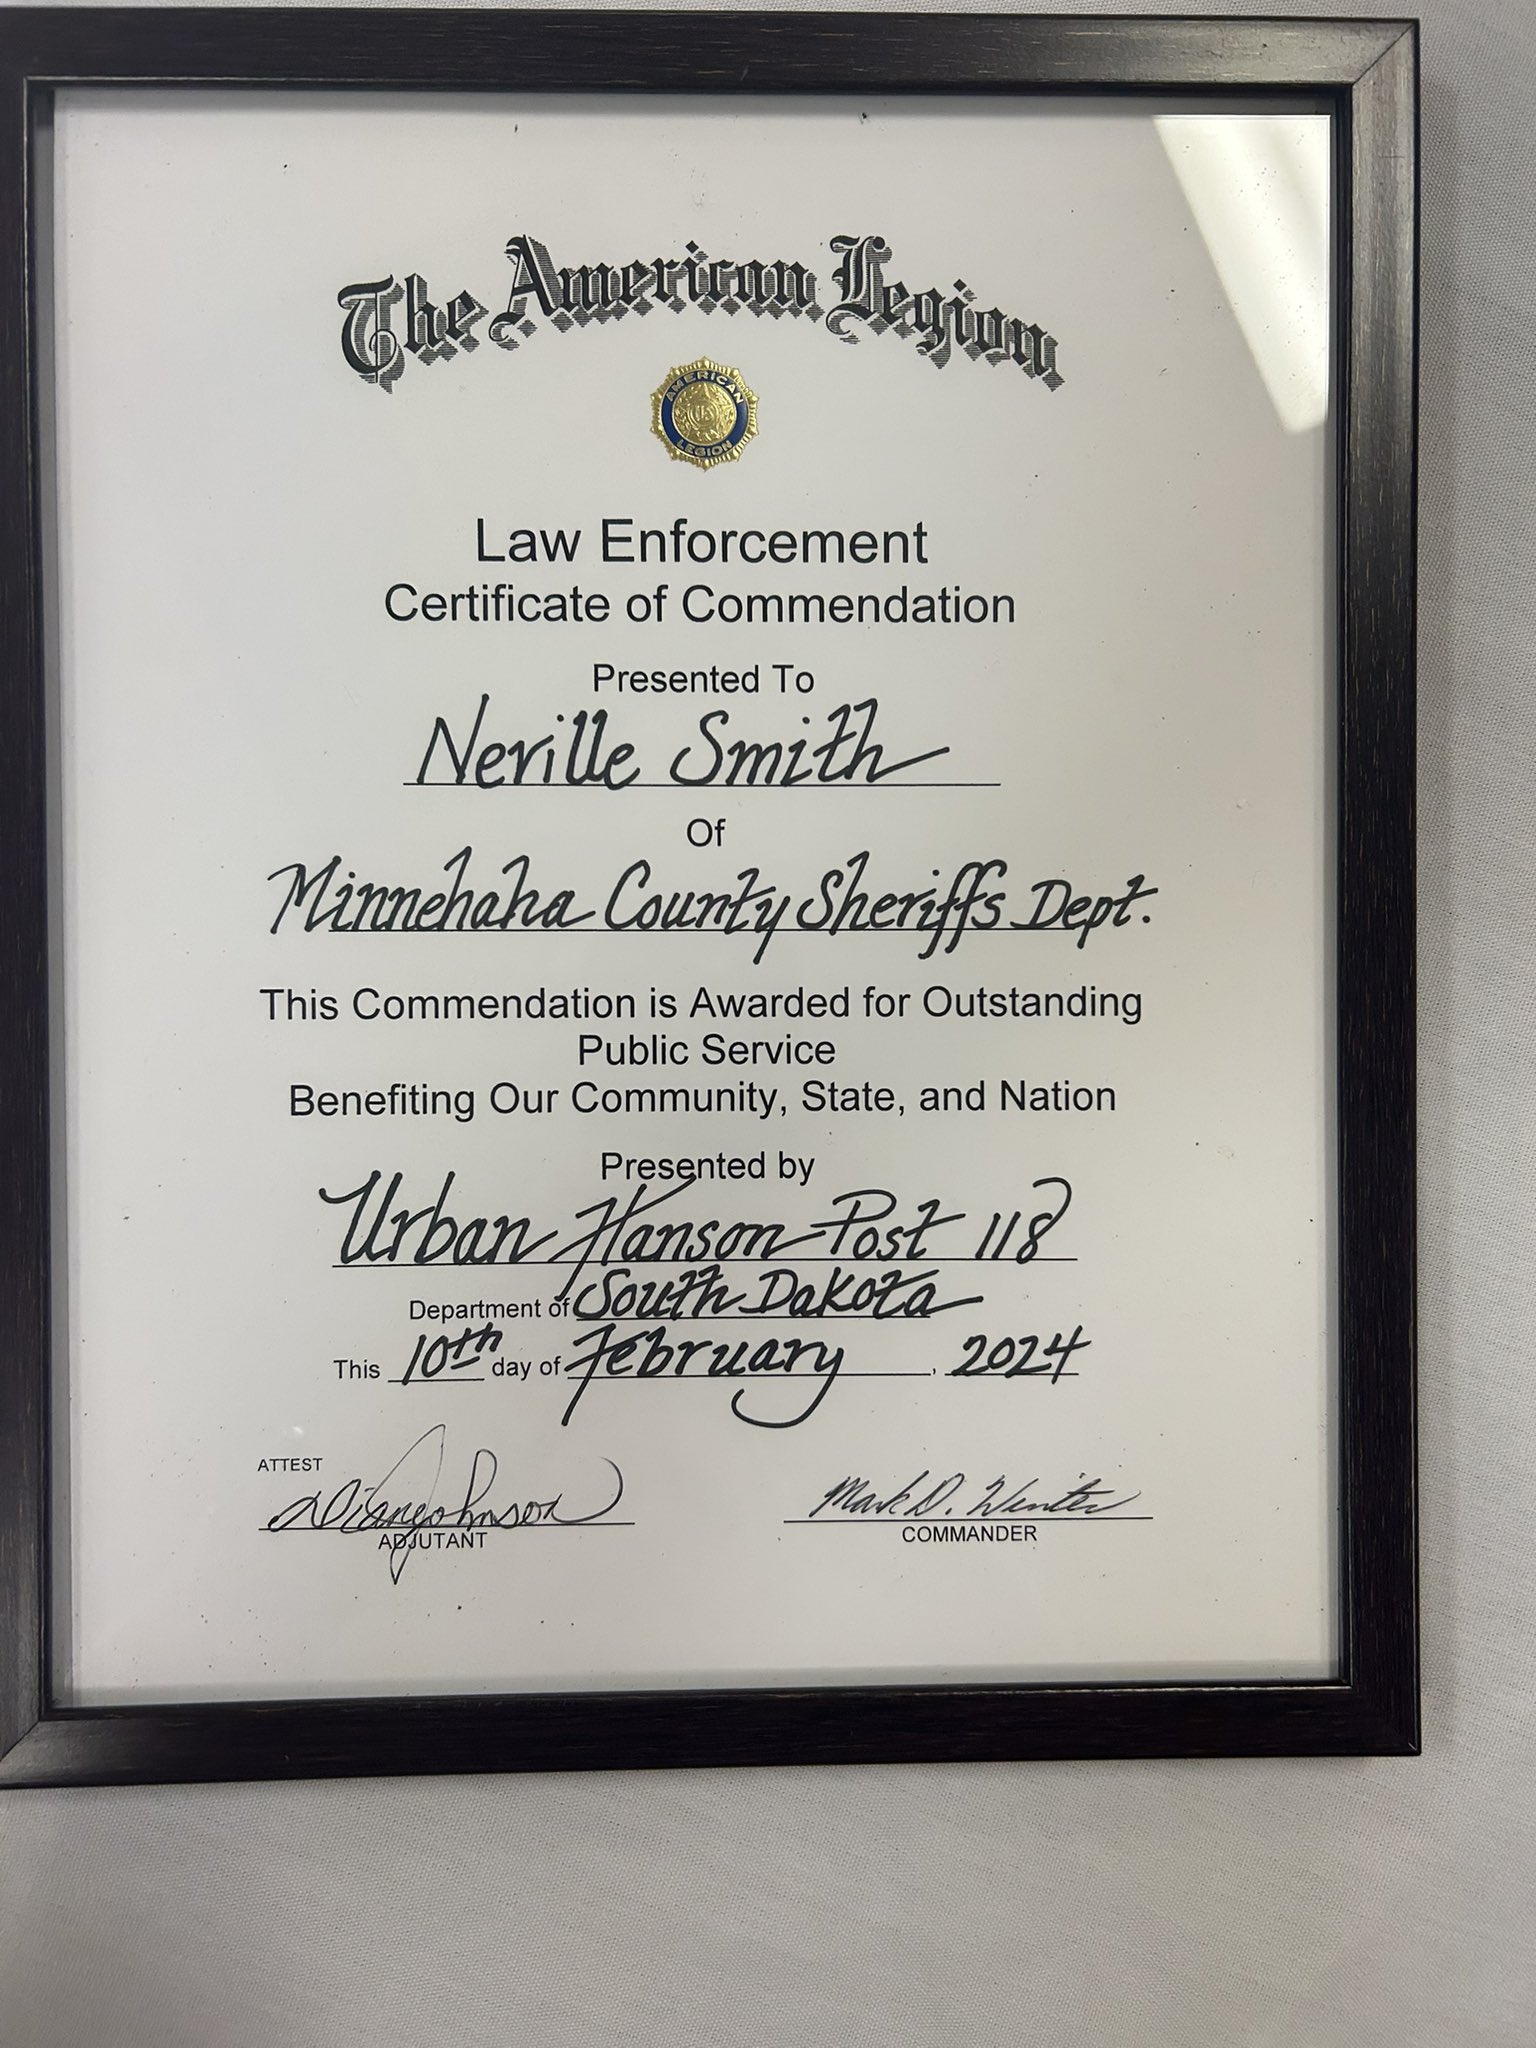 The American Legion
AMERICAN
LEGION
Law Enforcement
Certificate of Commendation
Presented To
Neville Smith
Of
Minnehaha County Sheriffs Dept.
This Commendation is Awarded for Outstanding
Public Service
Benefiting Our Community, State, and Nation
Presented by
Urban Hanson Post 118
Department of South Dakota
This 10th day of February, 2024
ATTEST
Diane Johnson
ADJUTANT
Mark D. Winter
COMMANDER